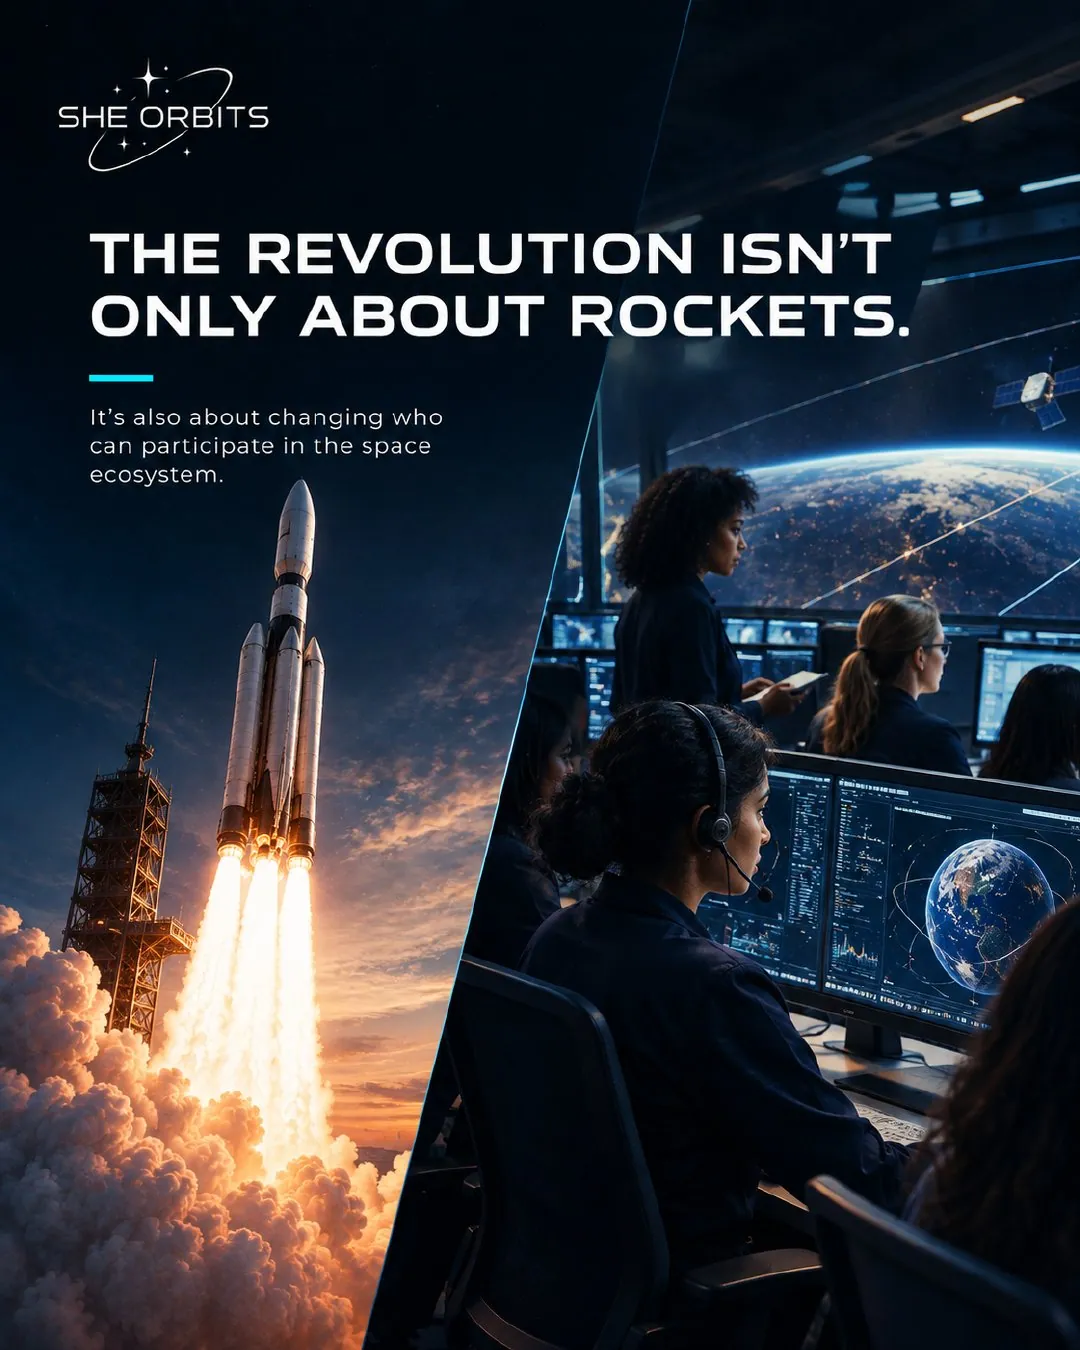 SHE ORBITS
THE REVOLUTION ISN'T
ONLY ABOUT ROCKETS.
It's also about changing who
can participate in the space
ecosystem.